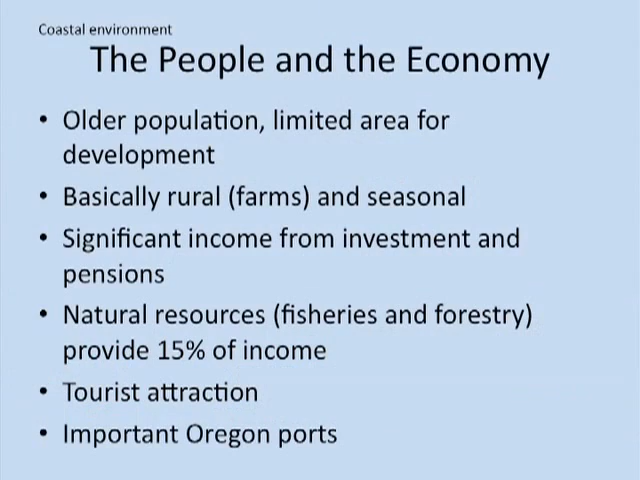 Coastal environment
The People and the Economy
• Older population, limited area for
development
• Basically rural (farms) and seasonal
• Significant income from investment and
pensions
• Natural resources (fisheries and forestry)
provide 15% of income
• Tourist attraction
• Important Oregon ports